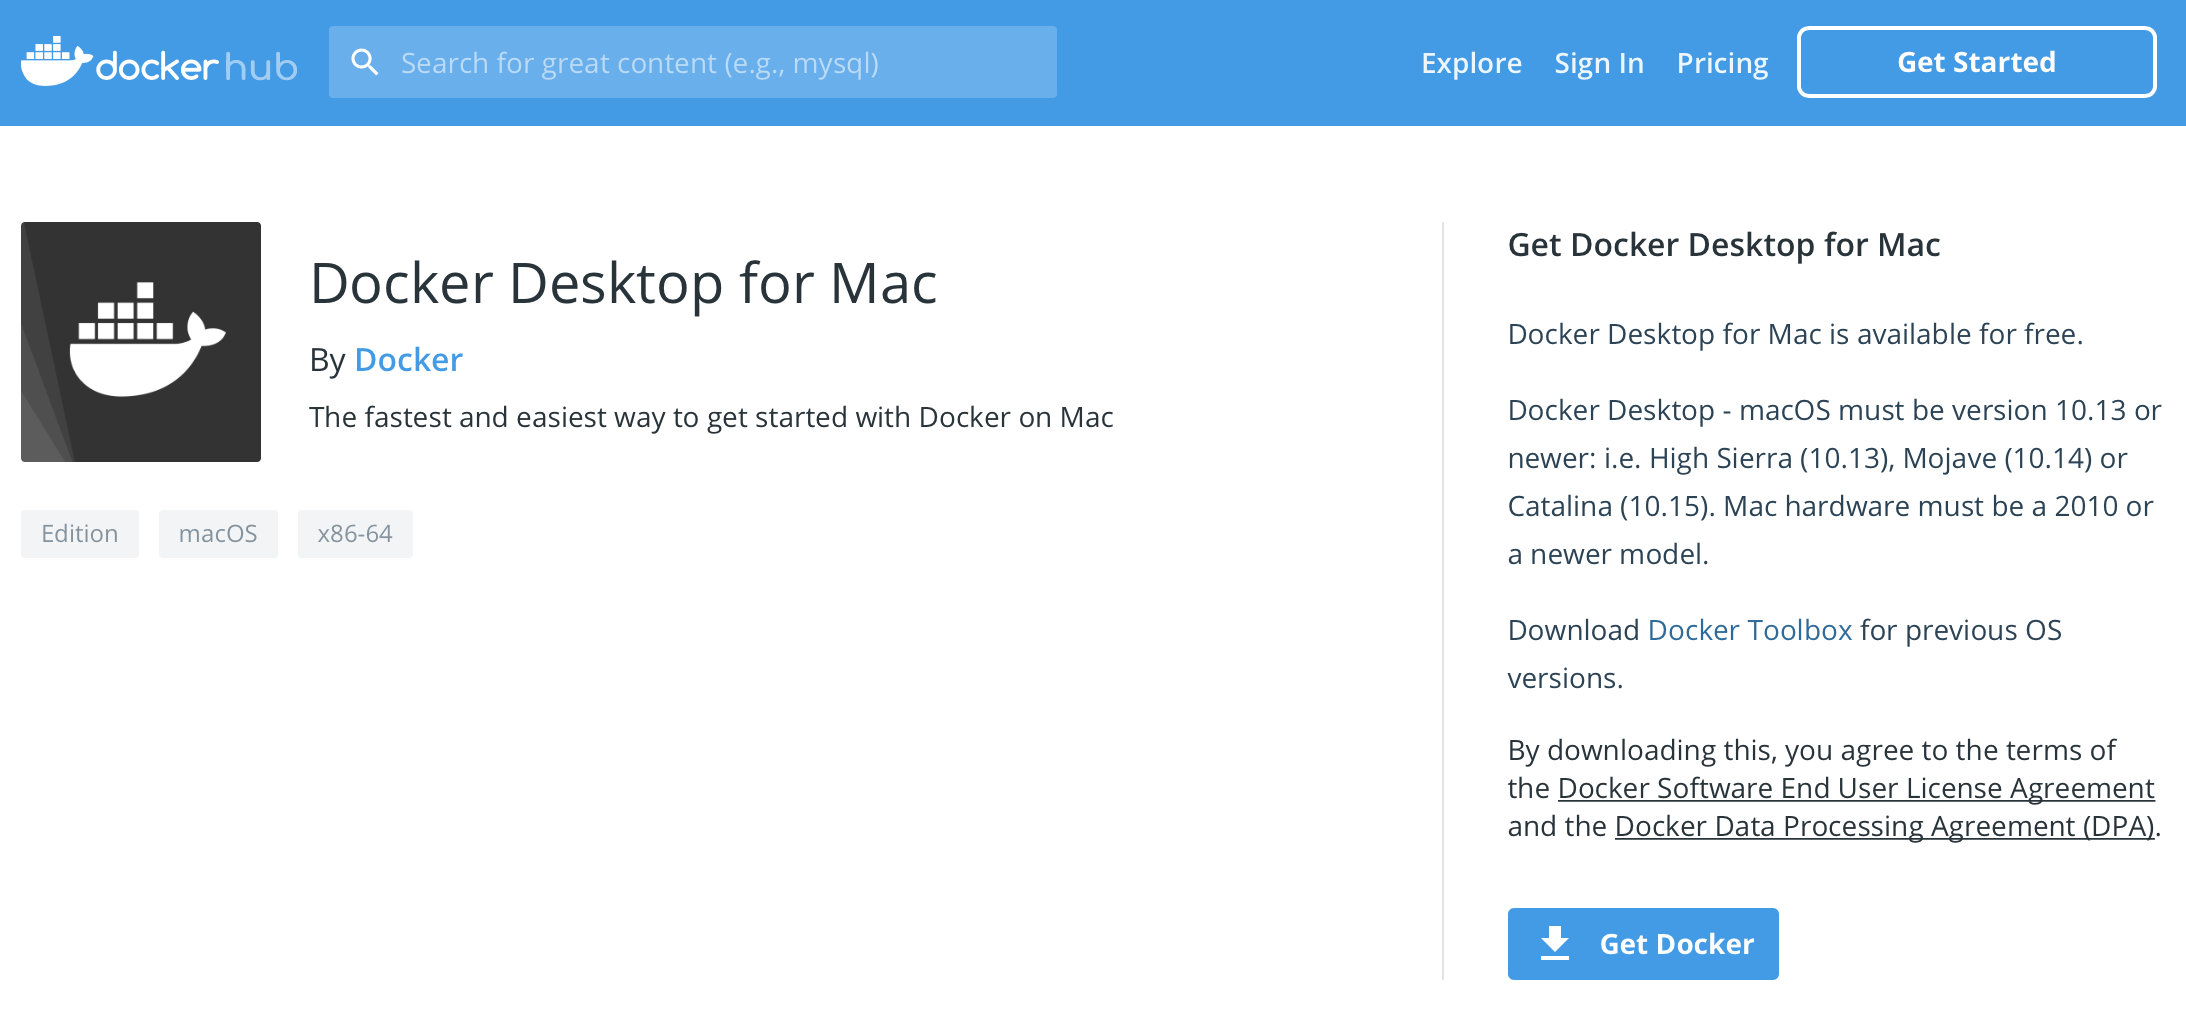 docker hub
Search for great content (e.g., mysql)
Explore
Sign In
Pricing
Get Started
Docker Desktop for Mac
By Docker
The fastest and easiest way to get started with Docker on Mac
Edition
macOS
x86-64
Get Docker Desktop for Mac
Docker Desktop for Mac is available for free.
Docker Desktop - macOS must be version 10.13 or
newer: i.e. High Sierra (10.13), Mojave (10.14) or
Catalina (10.15). Mac hardware must be a 2010 or
a newer model.
Download Docker Toolbox for previous OS
versions.
By downloading this, you agree to the terms of
the Docker Software End User License Agreement
and the Docker Data Processing Agreement (DPA).
Get Docker